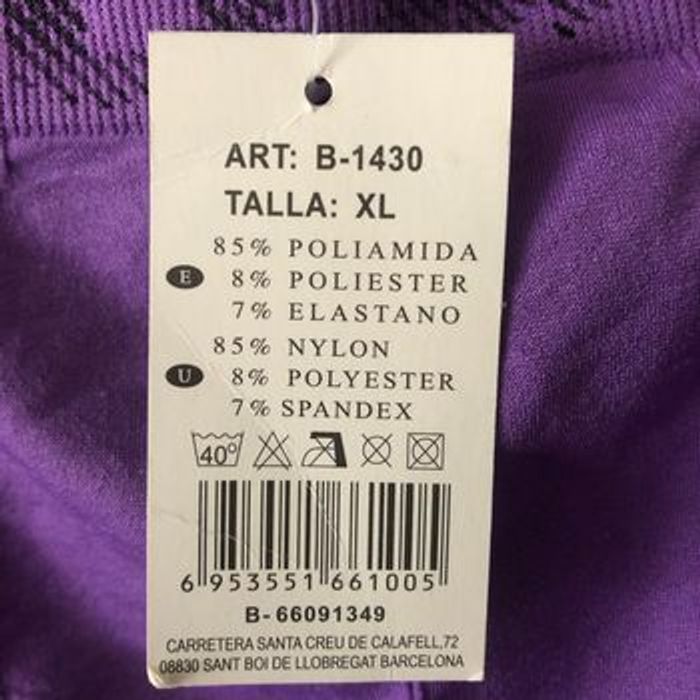 ART: B-1430
TALLA: XL
85% POLIAMIDA
E 8% POLIESTER
7% ELASTANO
85% NYLON
U 8% POLYESTER
7% SPANDEX
40°
6 953551 661005
B-66091349
CARRETERA SANTA CREU DE CALAFELL,72
08830 SANT BOI DE LLOBREGAT BARCELONA